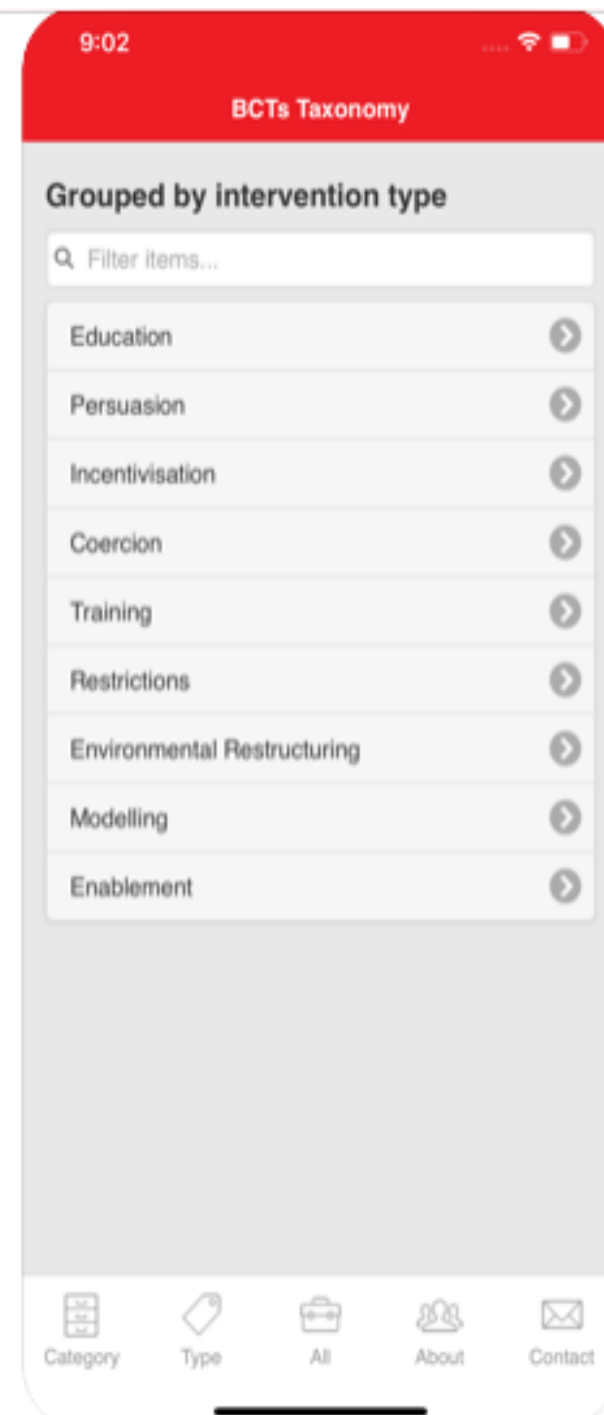 9:02
BCTs Taxonomy
Grouped by intervention type
Filter items...
Education
Persuasion
Incentivisation
Coercion
Training
Restrictions
Environmental Restructuring
Modelling
Enablement
Category Type All About Contact